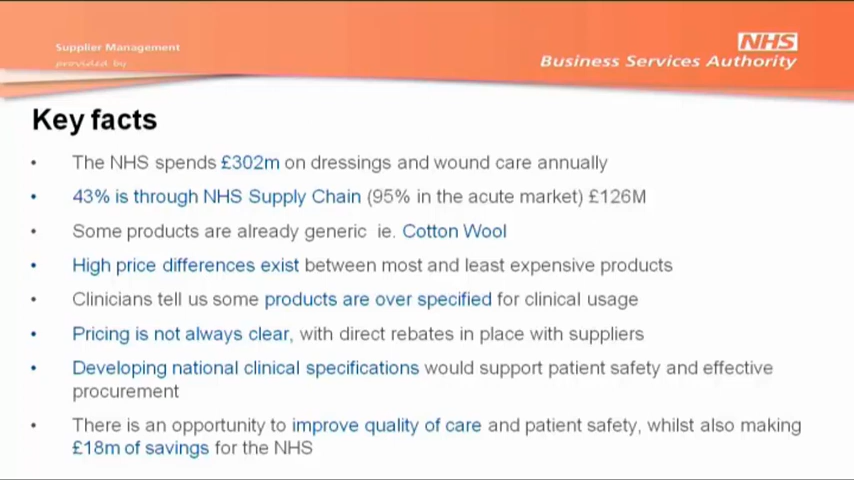 Supplier Management
provided by
NHS
Business Services Authority
Key facts
• The NHS spends £302m on dressings and wound care annually
• 43% is through NHS Supply Chain (95% in the acute market) £126M
• Some products are already generic ie. Cotton Wool
• High price differences exist between most and least expensive products
• Clinicians tell us some products are over specified for clinical usage
• Pricing is not always clear, with direct rebates in place with suppliers
• Developing national clinical specifications would support patient safety and effective
procurement
• There is an opportunity to improve quality of care and patient safety, whilst also making
£18m of savings for the NHS